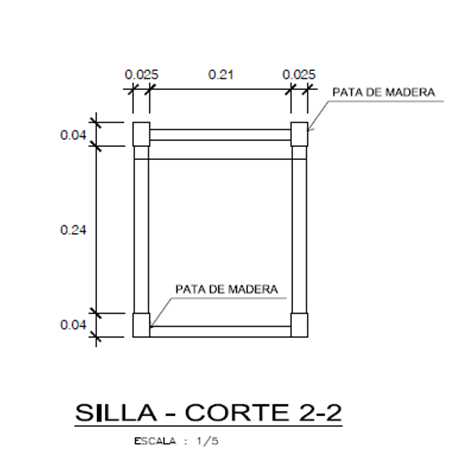 0.025 0.21 0.025
PATA DE MADERA
0.04
0.24
PATA DE MADERA
0.04
SILLA - CORTE 2-2
ESCALA : 1/5